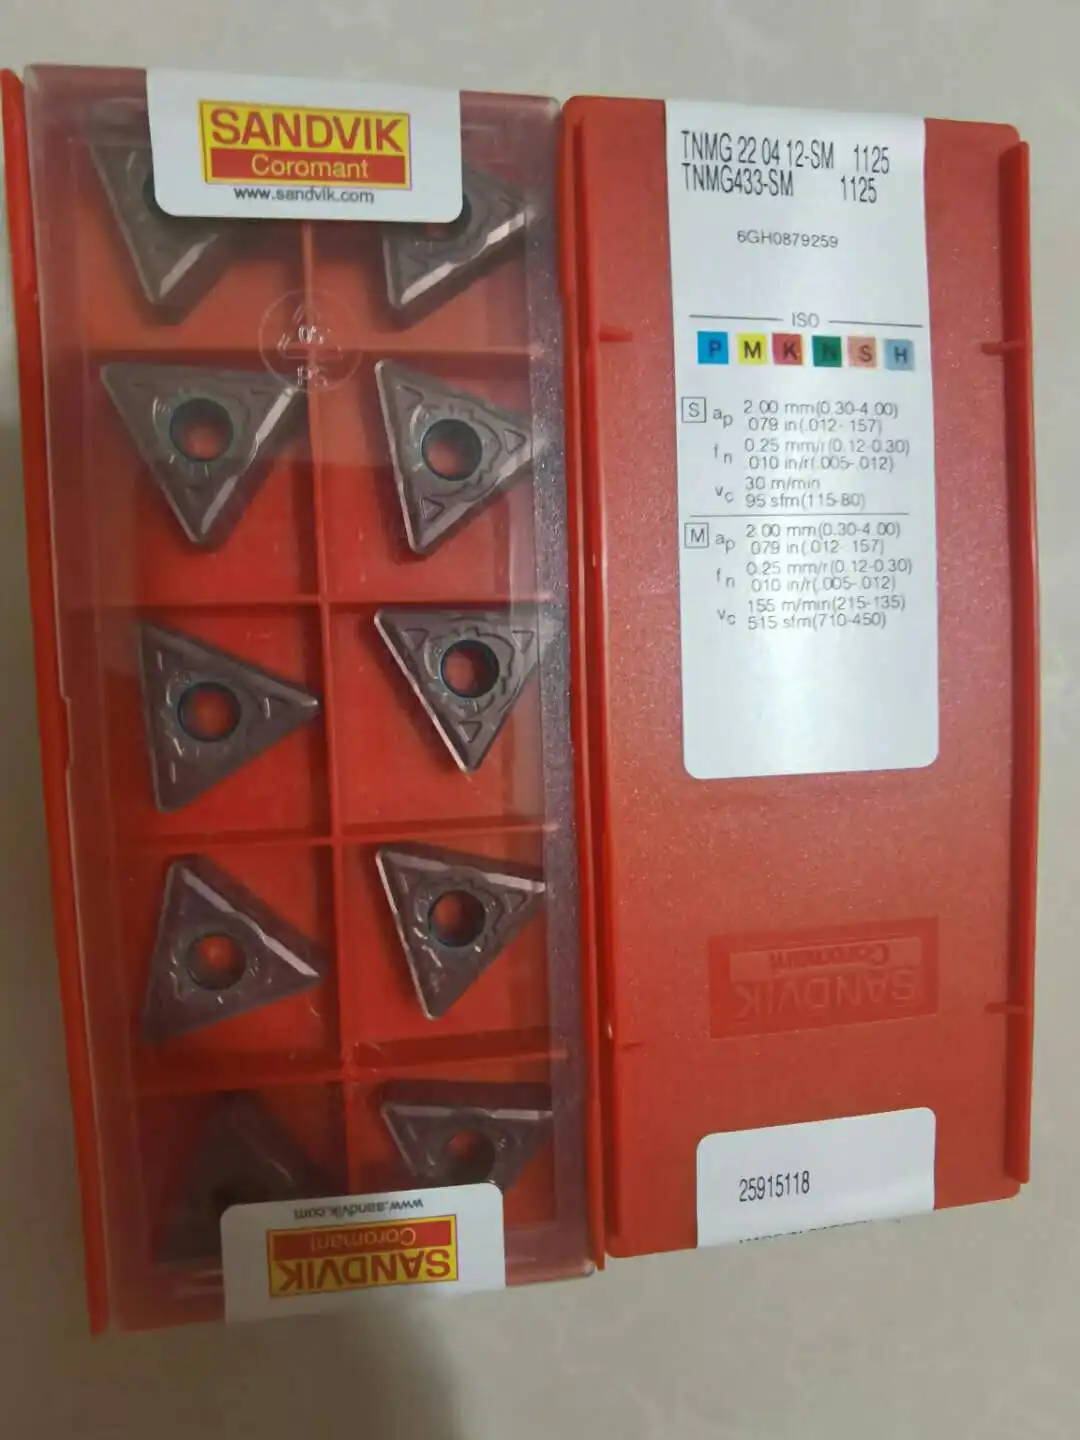 SANDVIK
Coromant
www.sandvik.com
TNMG 22 04 12-SM 1125
TNMG433-SM 1125
6GH0879259
ISO
P M K N S H
S ap 2.00 mm(0.30-4.00)
.079 in(.012-.157)
fn 0.25 mm/r(0.12-0.30)
.010 in/r(.005-.012)
vc 30 m/min
95 sfm(115-80)
M ap 2.00 mm(0.30-4.00)
.079 in(.012-.157)
fn 0.25 mm/r(0.12-0.30)
.010 in/r(.005-.012)
vc 155 m/min(215-135)
515 sfm(710-450)
SANDVIK
Coromant
25915118
www.sandvik.com
SANDVIK
Coromant